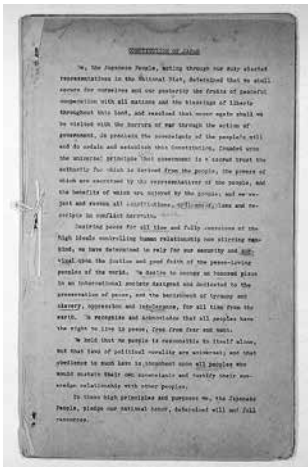 CONSTITUTION OF JAPAN
We, the Japanese People, acting through our duly elected
representatives in the National Diet, determined that we shall
secure for ourselves and our posterity the fruits of peaceful
cooperation with all nations and the blessings of liberty
throughout this land, and resolved that never again shall we
be visited with the horrors of war through the action of
government, do proclaim the sovereignty of the people's will
and do ordain and establish this Constitution, founded upon
the universal principle that government is a sacred trust the
authority for which is derived from the people, the powers of
which are exercised by the representatives of the people, and
the benefits of which are enjoyed by the people; and we re-
ject and revoke all constitutions, ordinances, laws and re-
scripts in conflict herewith.
Desiring peace for all time and fully conscious of the
high ideals controlling human relationship now stirring man-
kind, we have determined to rely for our security and sur-
vival upon the justice and good faith of the peace-loving
peoples of the world. We desire to occupy an honored place
in an international society designed and dedicated to the
preservation of peace, and the banishment of tyranny and
slavery, oppression and intolerance, for all time from the
earth. We recognize and acknowledge that all peoples have
the right to live in peace, free from fear and want.
We hold that no people is responsible to itself alone,
but that laws of political morality are universal; and that
obedience to such laws is incumbent upon all peoples who
would sustain their own sovereignty and justify their sov-
ereign relationship with other peoples.
To these high principles and purposes we, the Japanese
People, pledge our national honor, determined will and full
resources.